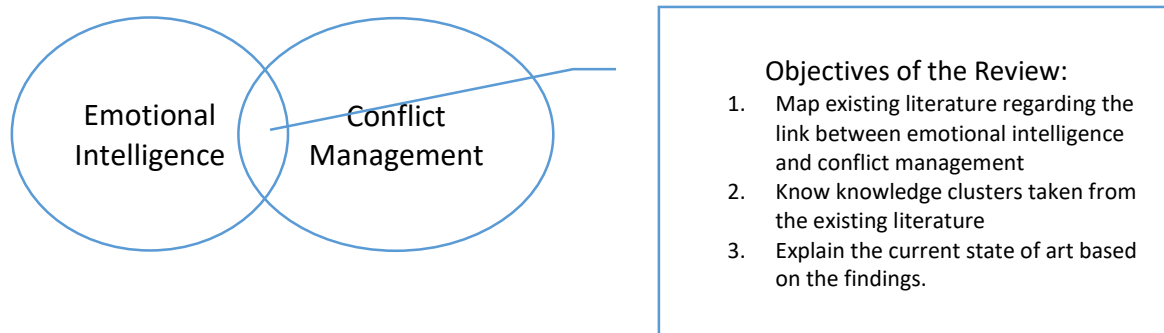 Emotional
Intelligence
Conflict
Management
Objectives of the Review:
1. Map existing literature regarding the
link between emotional intelligence
and conflict management
2. Know knowledge clusters taken from
the existing literature
3. Explain the current state of art based
on the findings.